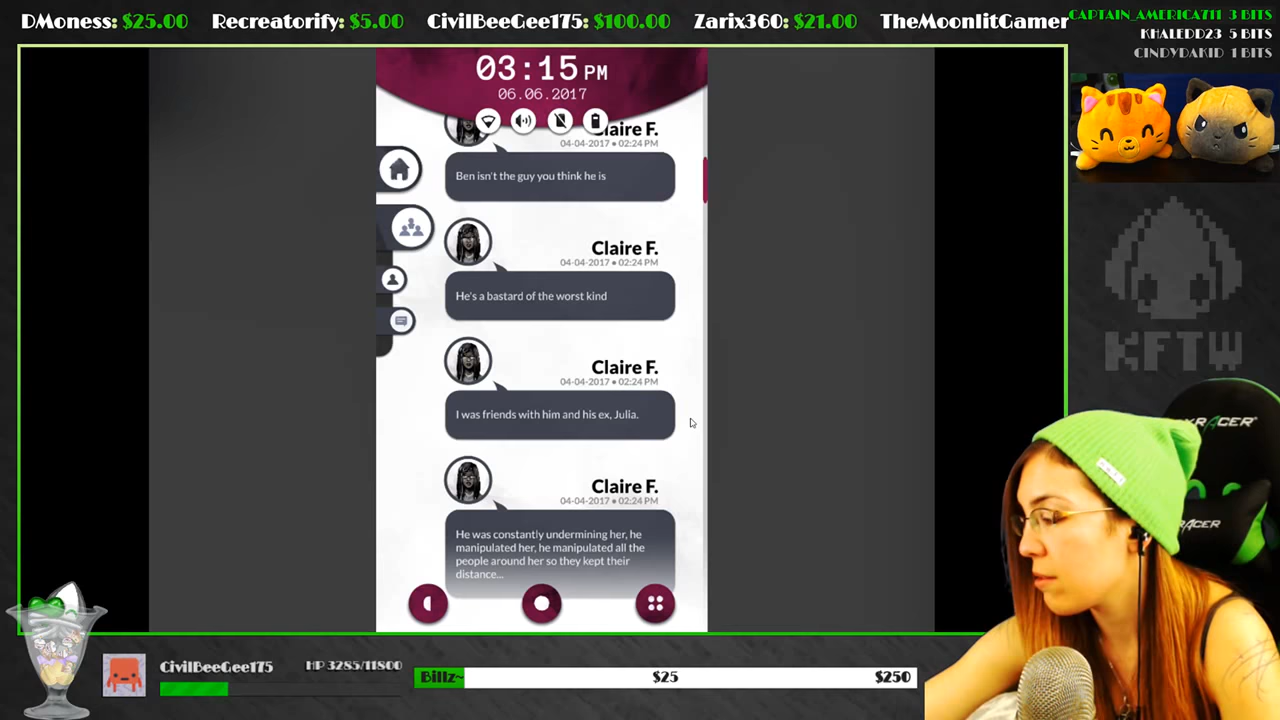 DMoness: $25.00 Recreatorify: $5.00 CivilBeeGee175: $100.00 Zarix360: $21.00 TheMoonlitGamer
CAPTAIN_AMERICA711 3 BITS
KHALEDD23 5 BITS
CINDYDAKID 1 BITS
03:15 PM
06.06.2017
Claire F.
04-04-2017 • 02:24 PM
Ben isn't the guy you think he is
Claire F.
04-04-2017 • 02:24 PM
He's a bastard of the worst kind
Claire F.
04-04-2017 • 02:24 PM
I was friends with him and his ex, Julia.
Claire F.
04-04-2017 • 02:24 PM
He was constantly undermining her, he
manipulated her, he manipulated all the
people around her so they kept their
distance...
KFTW
XRACER
RACER
CivilBeeGee175 HP 3285/11800
Billz~ $25 $250